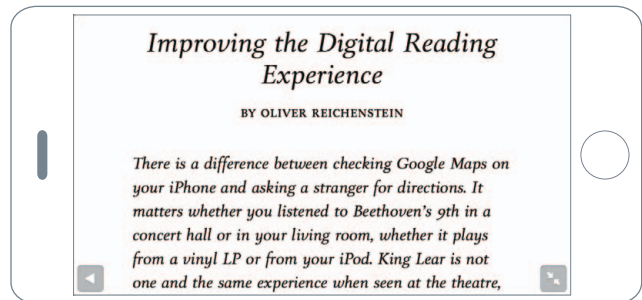 Improving the Digital Reading
Experience
BY OLIVER REICHENSTEIN
There is a difference between checking Google Maps on
your iPhone and asking a stranger for directions. It
matters whether you listened to Beethoven's 9th in a
concert hall or in your living room, whether it plays
from a vinyl LP or from your iPod. King Lear is not
one and the same experience when seen at the theatre,